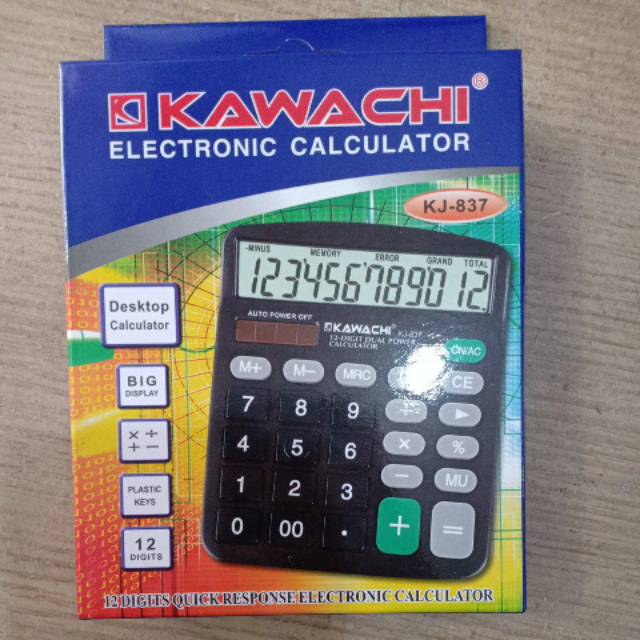 KAWACHI®
ELECTRONIC CALCULATOR
KJ-837
-MINUS MEMORY ERROR GRAND TOTAL
123456789012.
AUTO POWER OFF
KAWACHI KJ-837
12-DIGIT DUAL POWER
CALCULATOR
ON/AC
M+ M− MRC CE
7 8 9 ÷ ▶
4 5 6 × %
1 2 3 − MU
0 00 . + =
Desktop
Calculator
BIG
DISPLAY
× ÷
+ −
PLASTIC
KEYS
12
DIGITS
12 DIGITS QUICK RESPONSE ELECTRONIC CALCULATOR